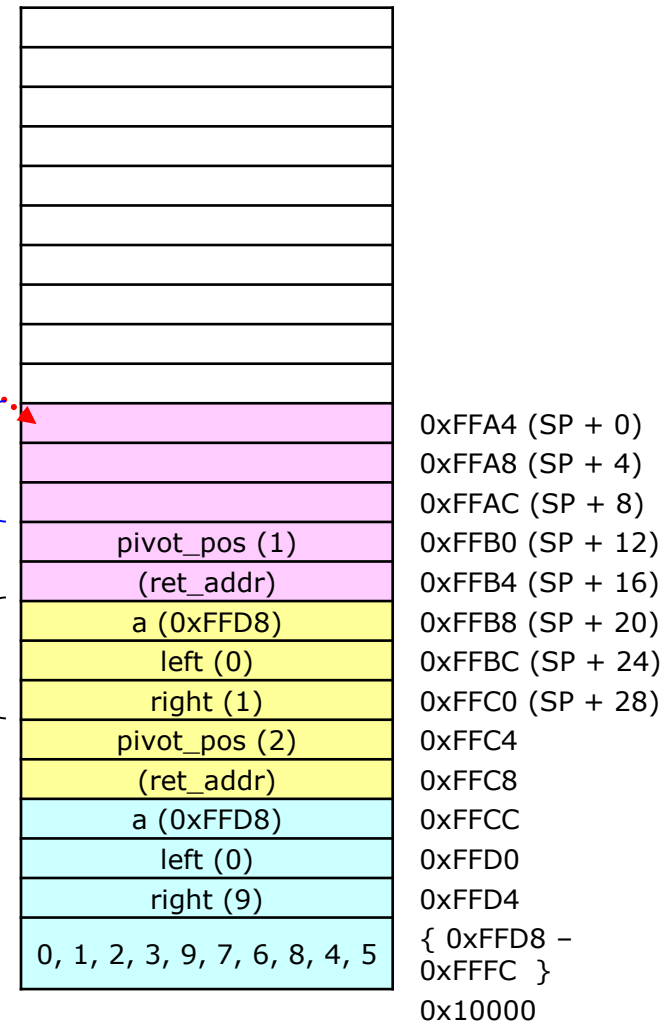 0xFFA4 (SP + 0)
0xFFA8 (SP + 4)
0xFFAC (SP + 8)
pivot_pos (1) 0xFFB0 (SP + 12)
(ret_addr) 0xFFB4 (SP + 16)
a (0xFFD8) 0xFFB8 (SP + 20)
left (0) 0xFFBC (SP + 24)
right (1) 0xFFC0 (SP + 28)
pivot_pos (2) 0xFFC4
(ret_addr) 0xFFC8
a (0xFFD8) 0xFFCC
left (0) 0xFFD0
right (9) 0xFFD4
0, 1, 2, 3, 9, 7, 6, 8, 4, 5 { 0xFFD8 –
0xFFFC }
0x10000